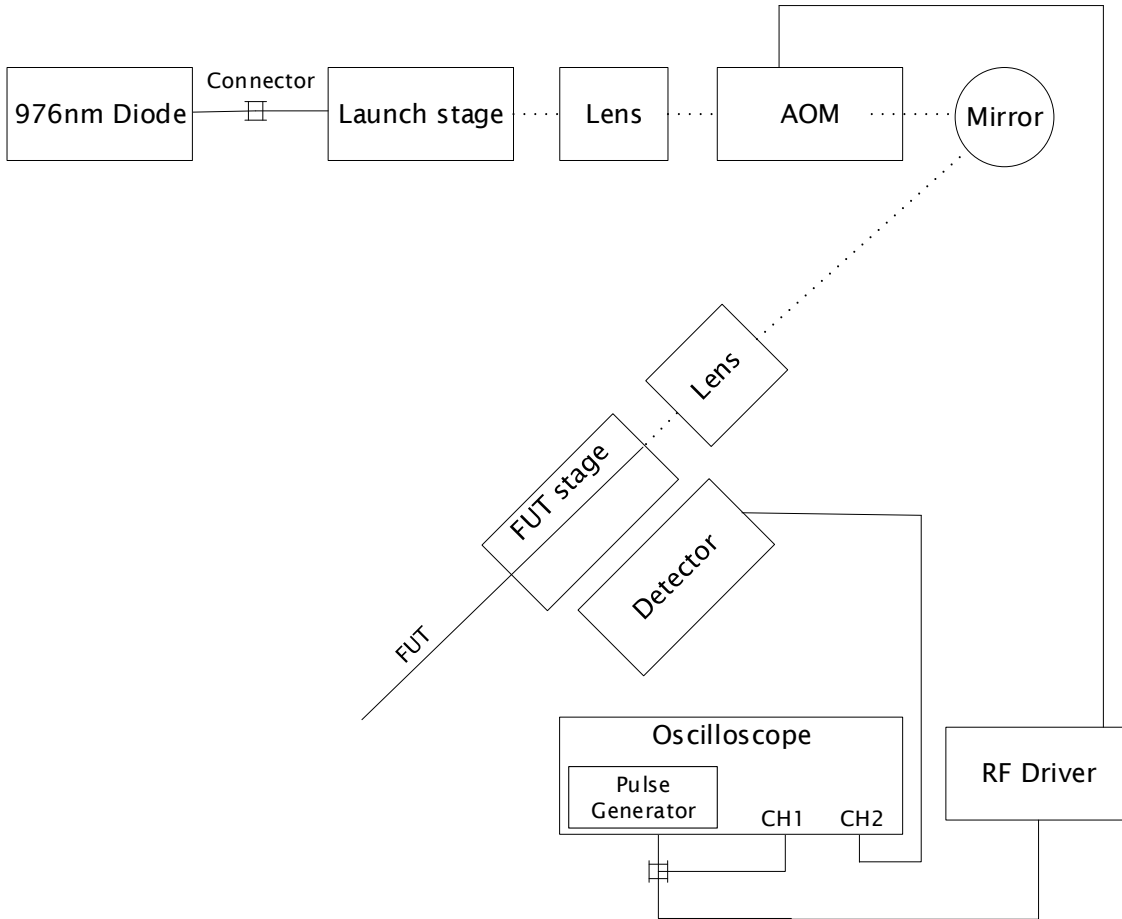 Connector
976nm Diode
Launch stage
Lens
AOM
Mirror
Lens
FUT stage
Detector
FUT
Oscilloscope
Pulse
Generator
CH1
CH2
RF Driver